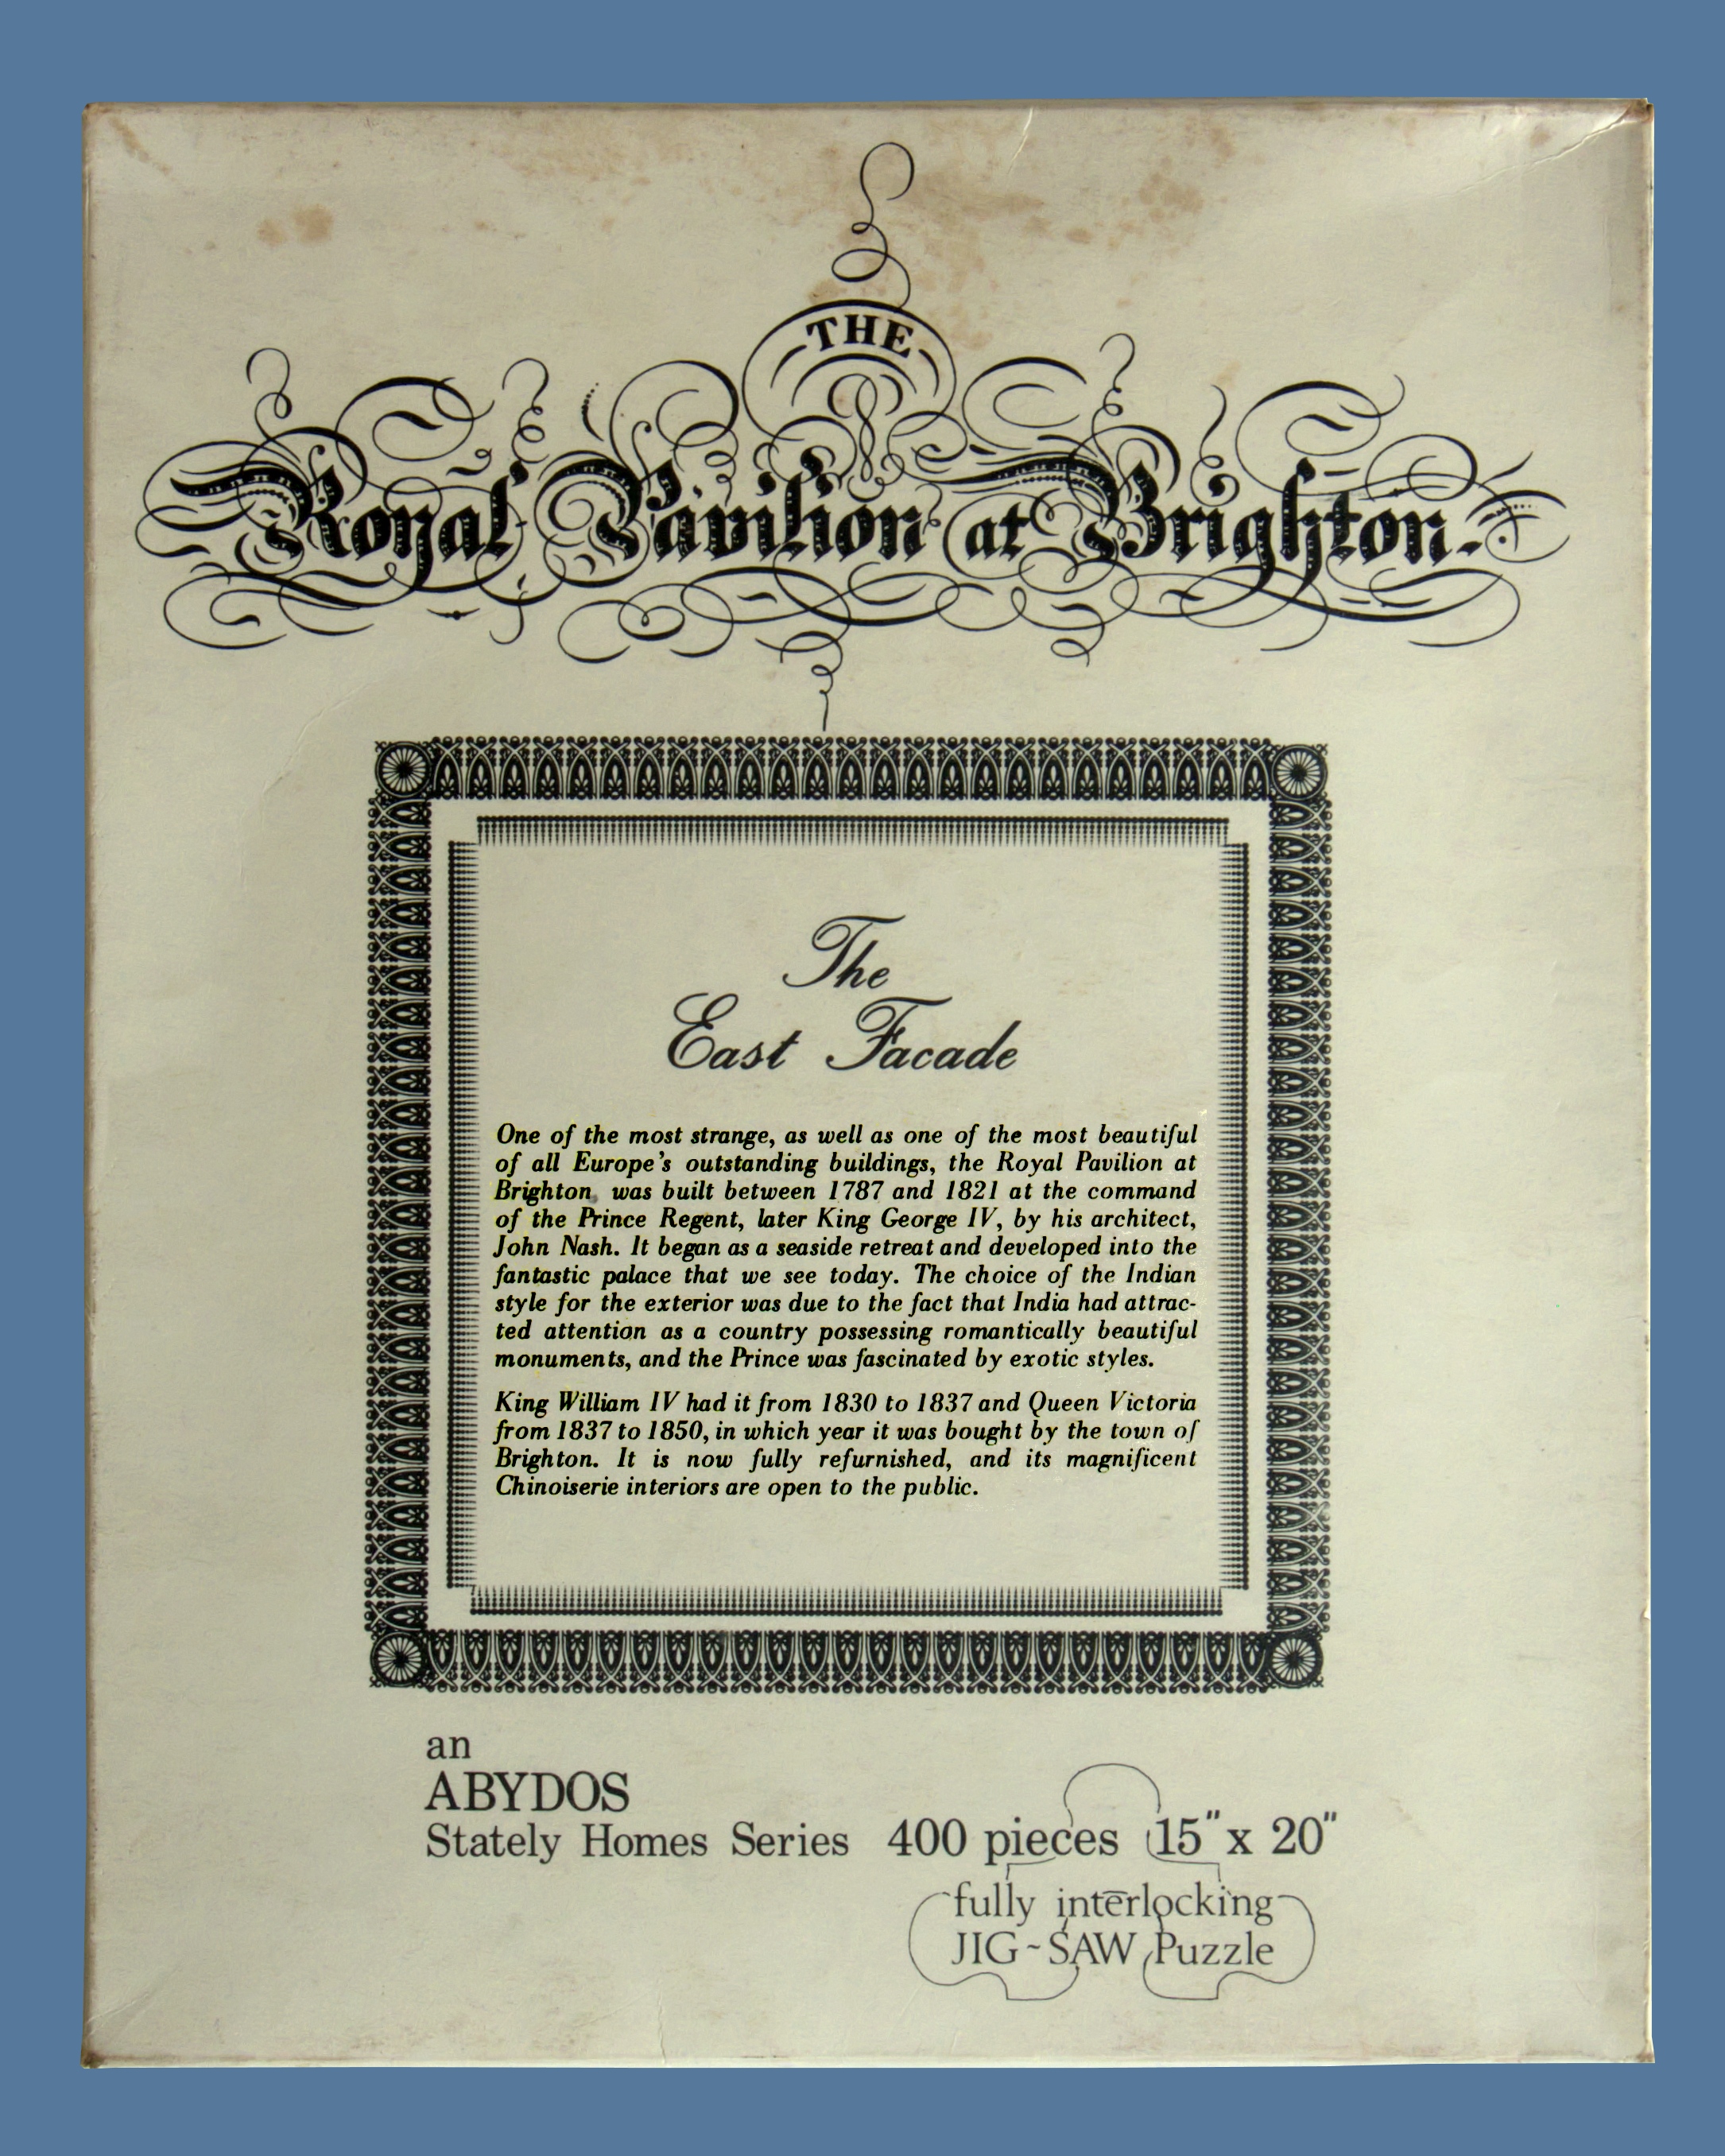 THE
Royal Pavilion at Brighton.
The
East Facade
One of the most strange, as well as one of the most beautiful
of all Europe's outstanding buildings, the Royal Pavilion at
Brighton was built between 1787 and 1821 at the command
of the Prince Regent, later King George IV, by his architect,
John Nash. It began as a seaside retreat and developed into the
fantastic palace that we see today. The choice of the Indian
style for the exterior was due to the fact that India had attrac-
ted attention as a country possessing romantically beautiful
monuments, and the Prince was fascinated by exotic styles.
King William IV had it from 1830 to 1837 and Queen Victoria
from 1837 to 1850, in which year it was bought by the town of
Brighton. It is now fully refurnished, and its magnificent
Chinoiserie interiors are open to the public.
an
ABYDOS
Stately Homes Series 400 pieces 15" x 20"
fully interlocking
JIG~SAW Puzzle